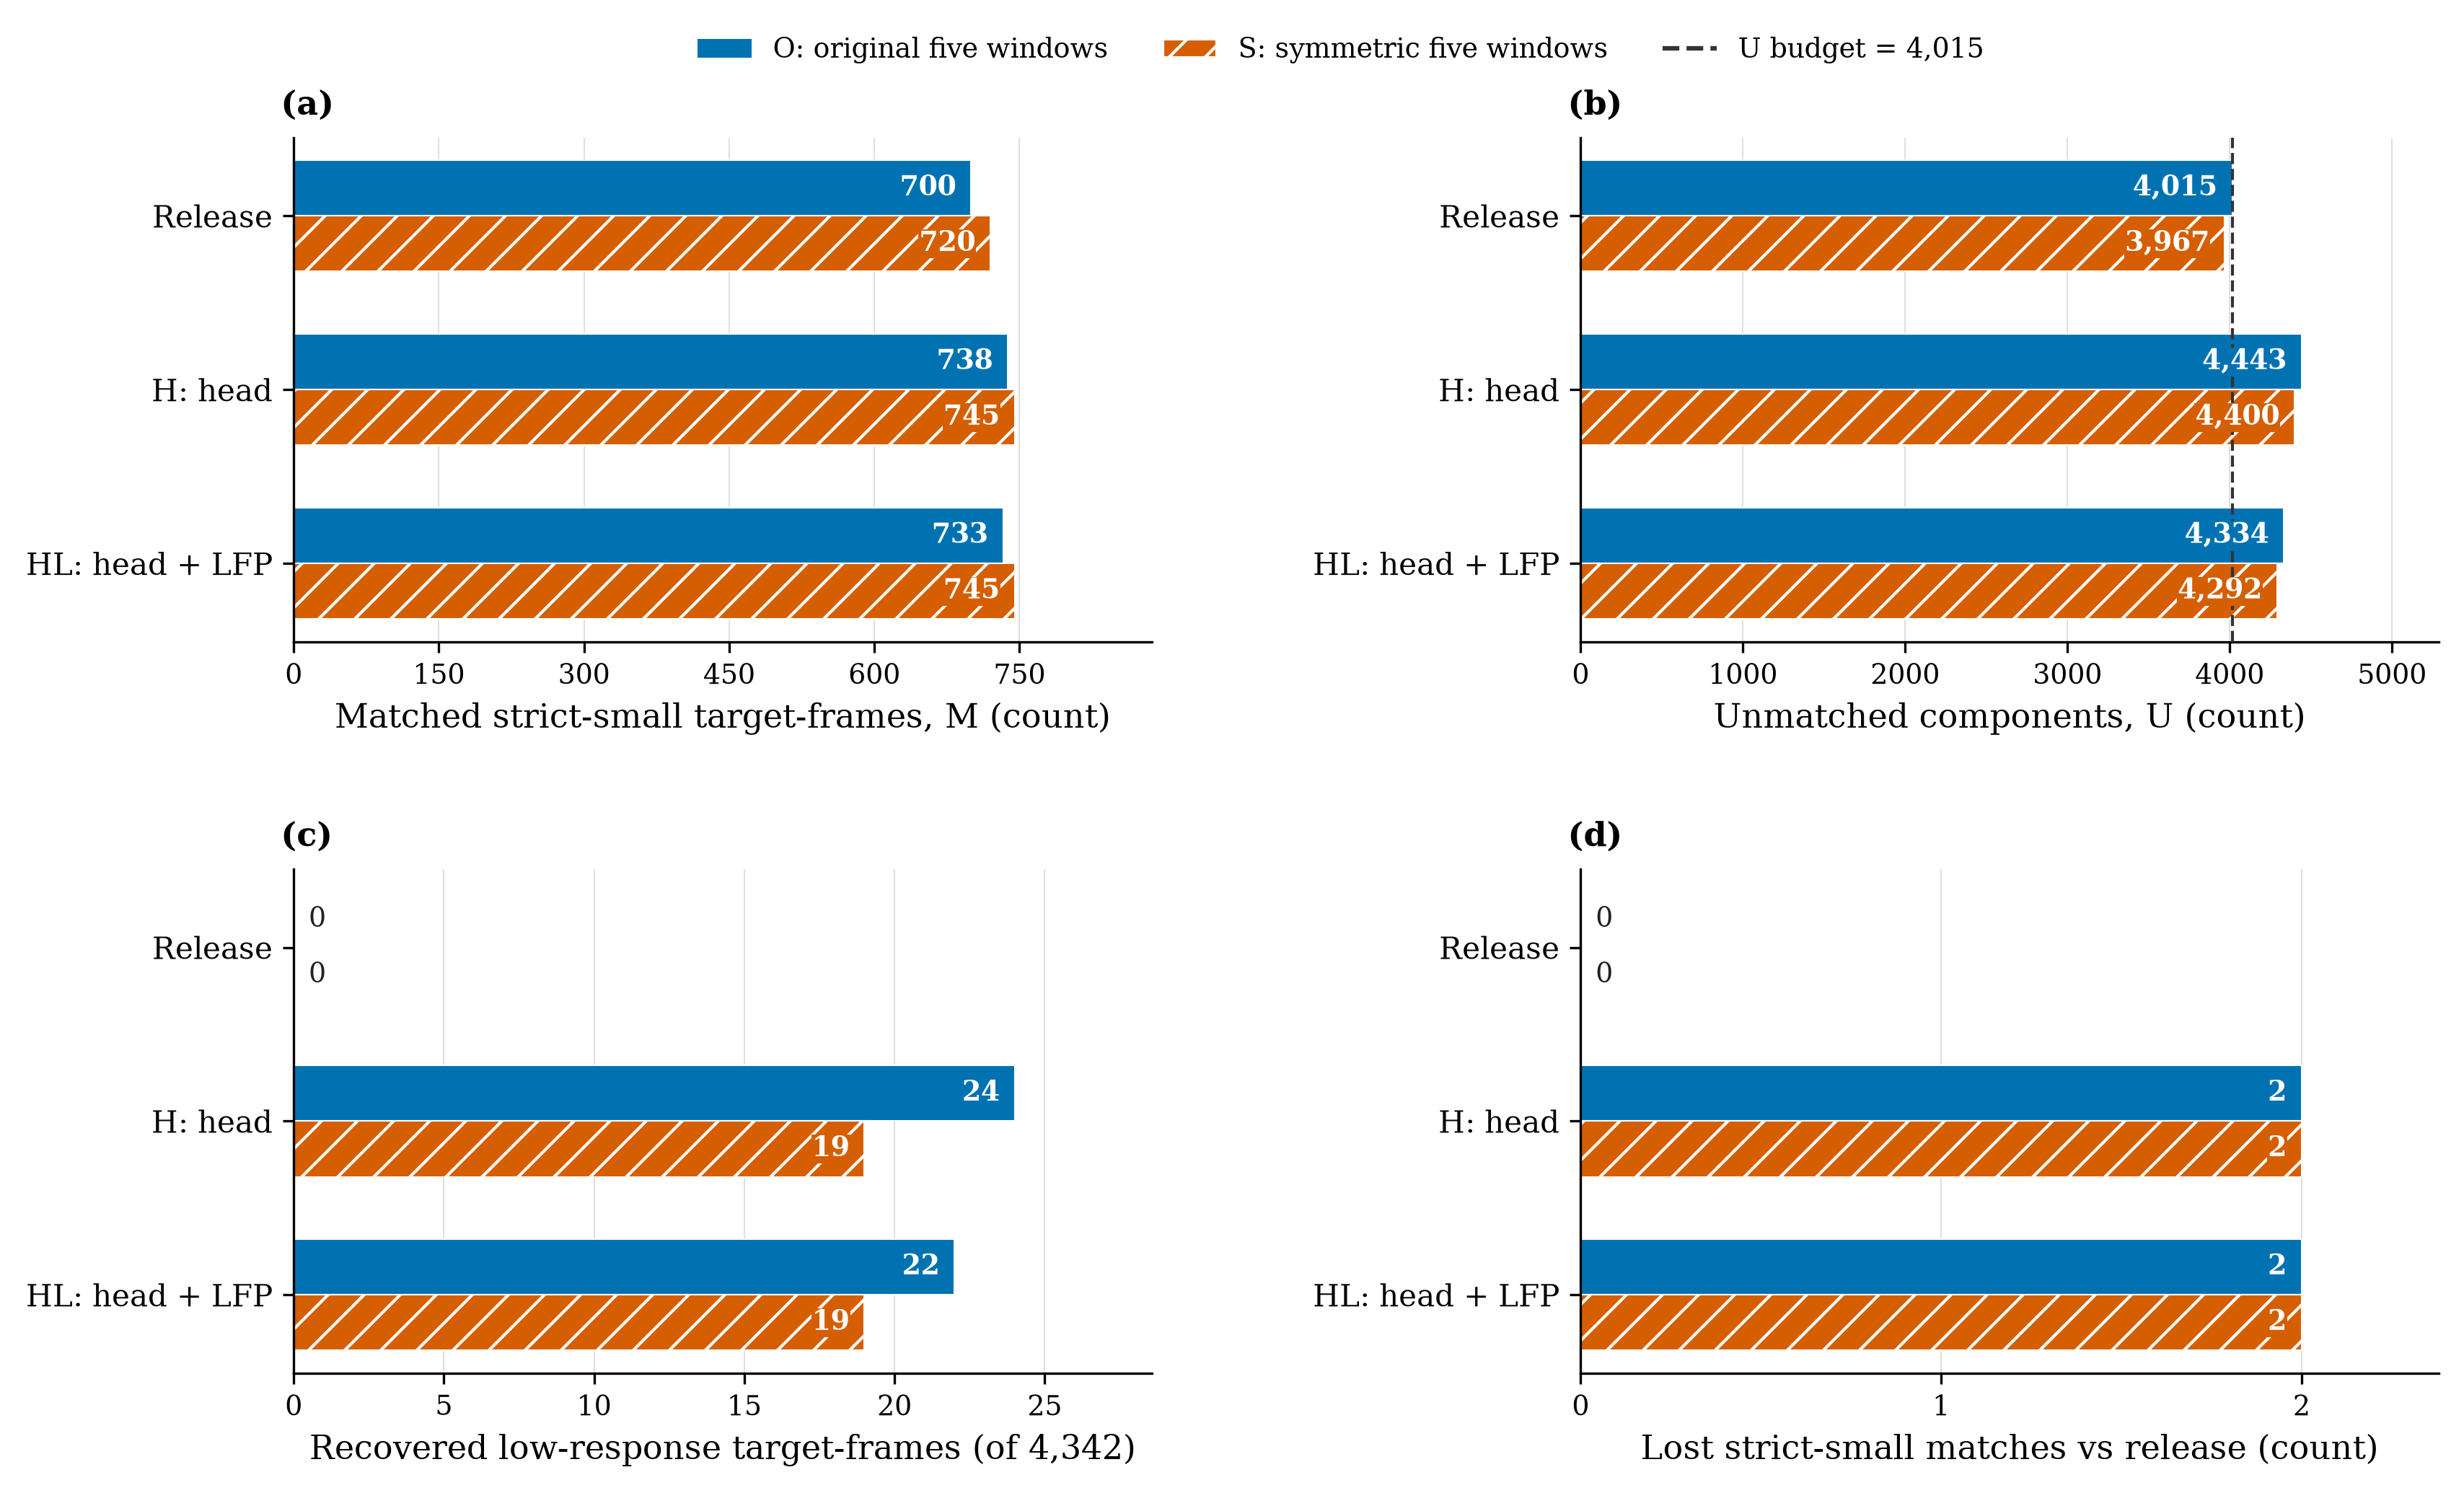 O: original five windows
S: symmetric five windows
U budget = 4,015
(a)
Release
700
720
H: head
738
745
HL: head + LFP
733
745
0 150 300 450 600 750
Matched strict-small target-frames, M (count)
(b)
Release
4,015
3,967
H: head
4,443
4,400
HL: head + LFP
4,334
4,292
0 1000 2000 3000 4000 5000
Unmatched components, U (count)
(c)
Release
0
0
H: head
24
19
HL: head + LFP
22
19
0 5 10 15 20 25
Recovered low-response target-frames (of 4,342)
(d)
Release
0
0
H: head
2
2
HL: head + LFP
2
2
0 1 2
Lost strict-small matches vs release (count)